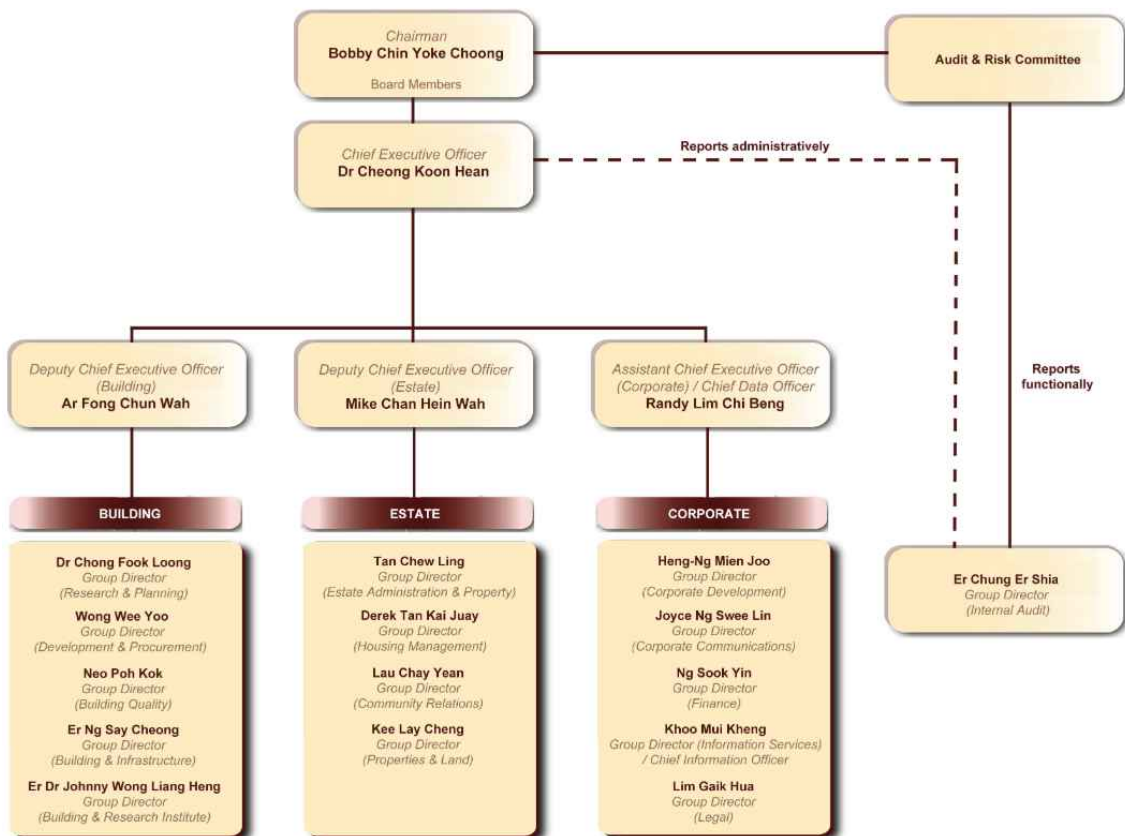 Chairman
Bobby Chin Yoke Choong
Board Members
Audit & Risk Committee
Chief Executive Officer
Dr Cheong Koon Hean
Reports administratively
Reports
functionally
Deputy Chief Executive Officer
(Building)
Ar Fong Chun Wah
Deputy Chief Executive Officer
(Estate)
Mike Chan Hein Wah
Assistant Chief Executive Officer
(Corporate) / Chief Data Officer
Randy Lim Chi Beng
BUILDING
Dr Chong Fook Loong
Group Director
(Research & Planning)
Wong Wee Yoo
Group Director
(Development & Procurement)
Neo Poh Kok
Group Director
(Building Quality)
Er Ng Say Cheong
Group Director
(Building & Infrastructure)
Er Dr Johnny Wong Liang Heng
Group Director
(Building & Research Institute)
ESTATE
Tan Chew Ling
Group Director
(Estate Administration & Property)
Derek Tan Kai Juay
Group Director
(Housing Management)
Lau Chay Yean
Group Director
(Community Relations)
Kee Lay Cheng
Group Director
(Properties & Land)
CORPORATE
Heng-Ng Mien Joo
Group Director
(Corporate Development)
Joyce Ng Swee Lin
Group Director
(Corporate Communications)
Ng Sook Yin
Group Director
(Finance)
Khoo Mui Kheng
Group Director (Information Services)
/ Chief Information Officer
Lim Gaik Hua
Group Director
(Legal)
Er Chung Er Shia
Group Director
(Internal Audit)